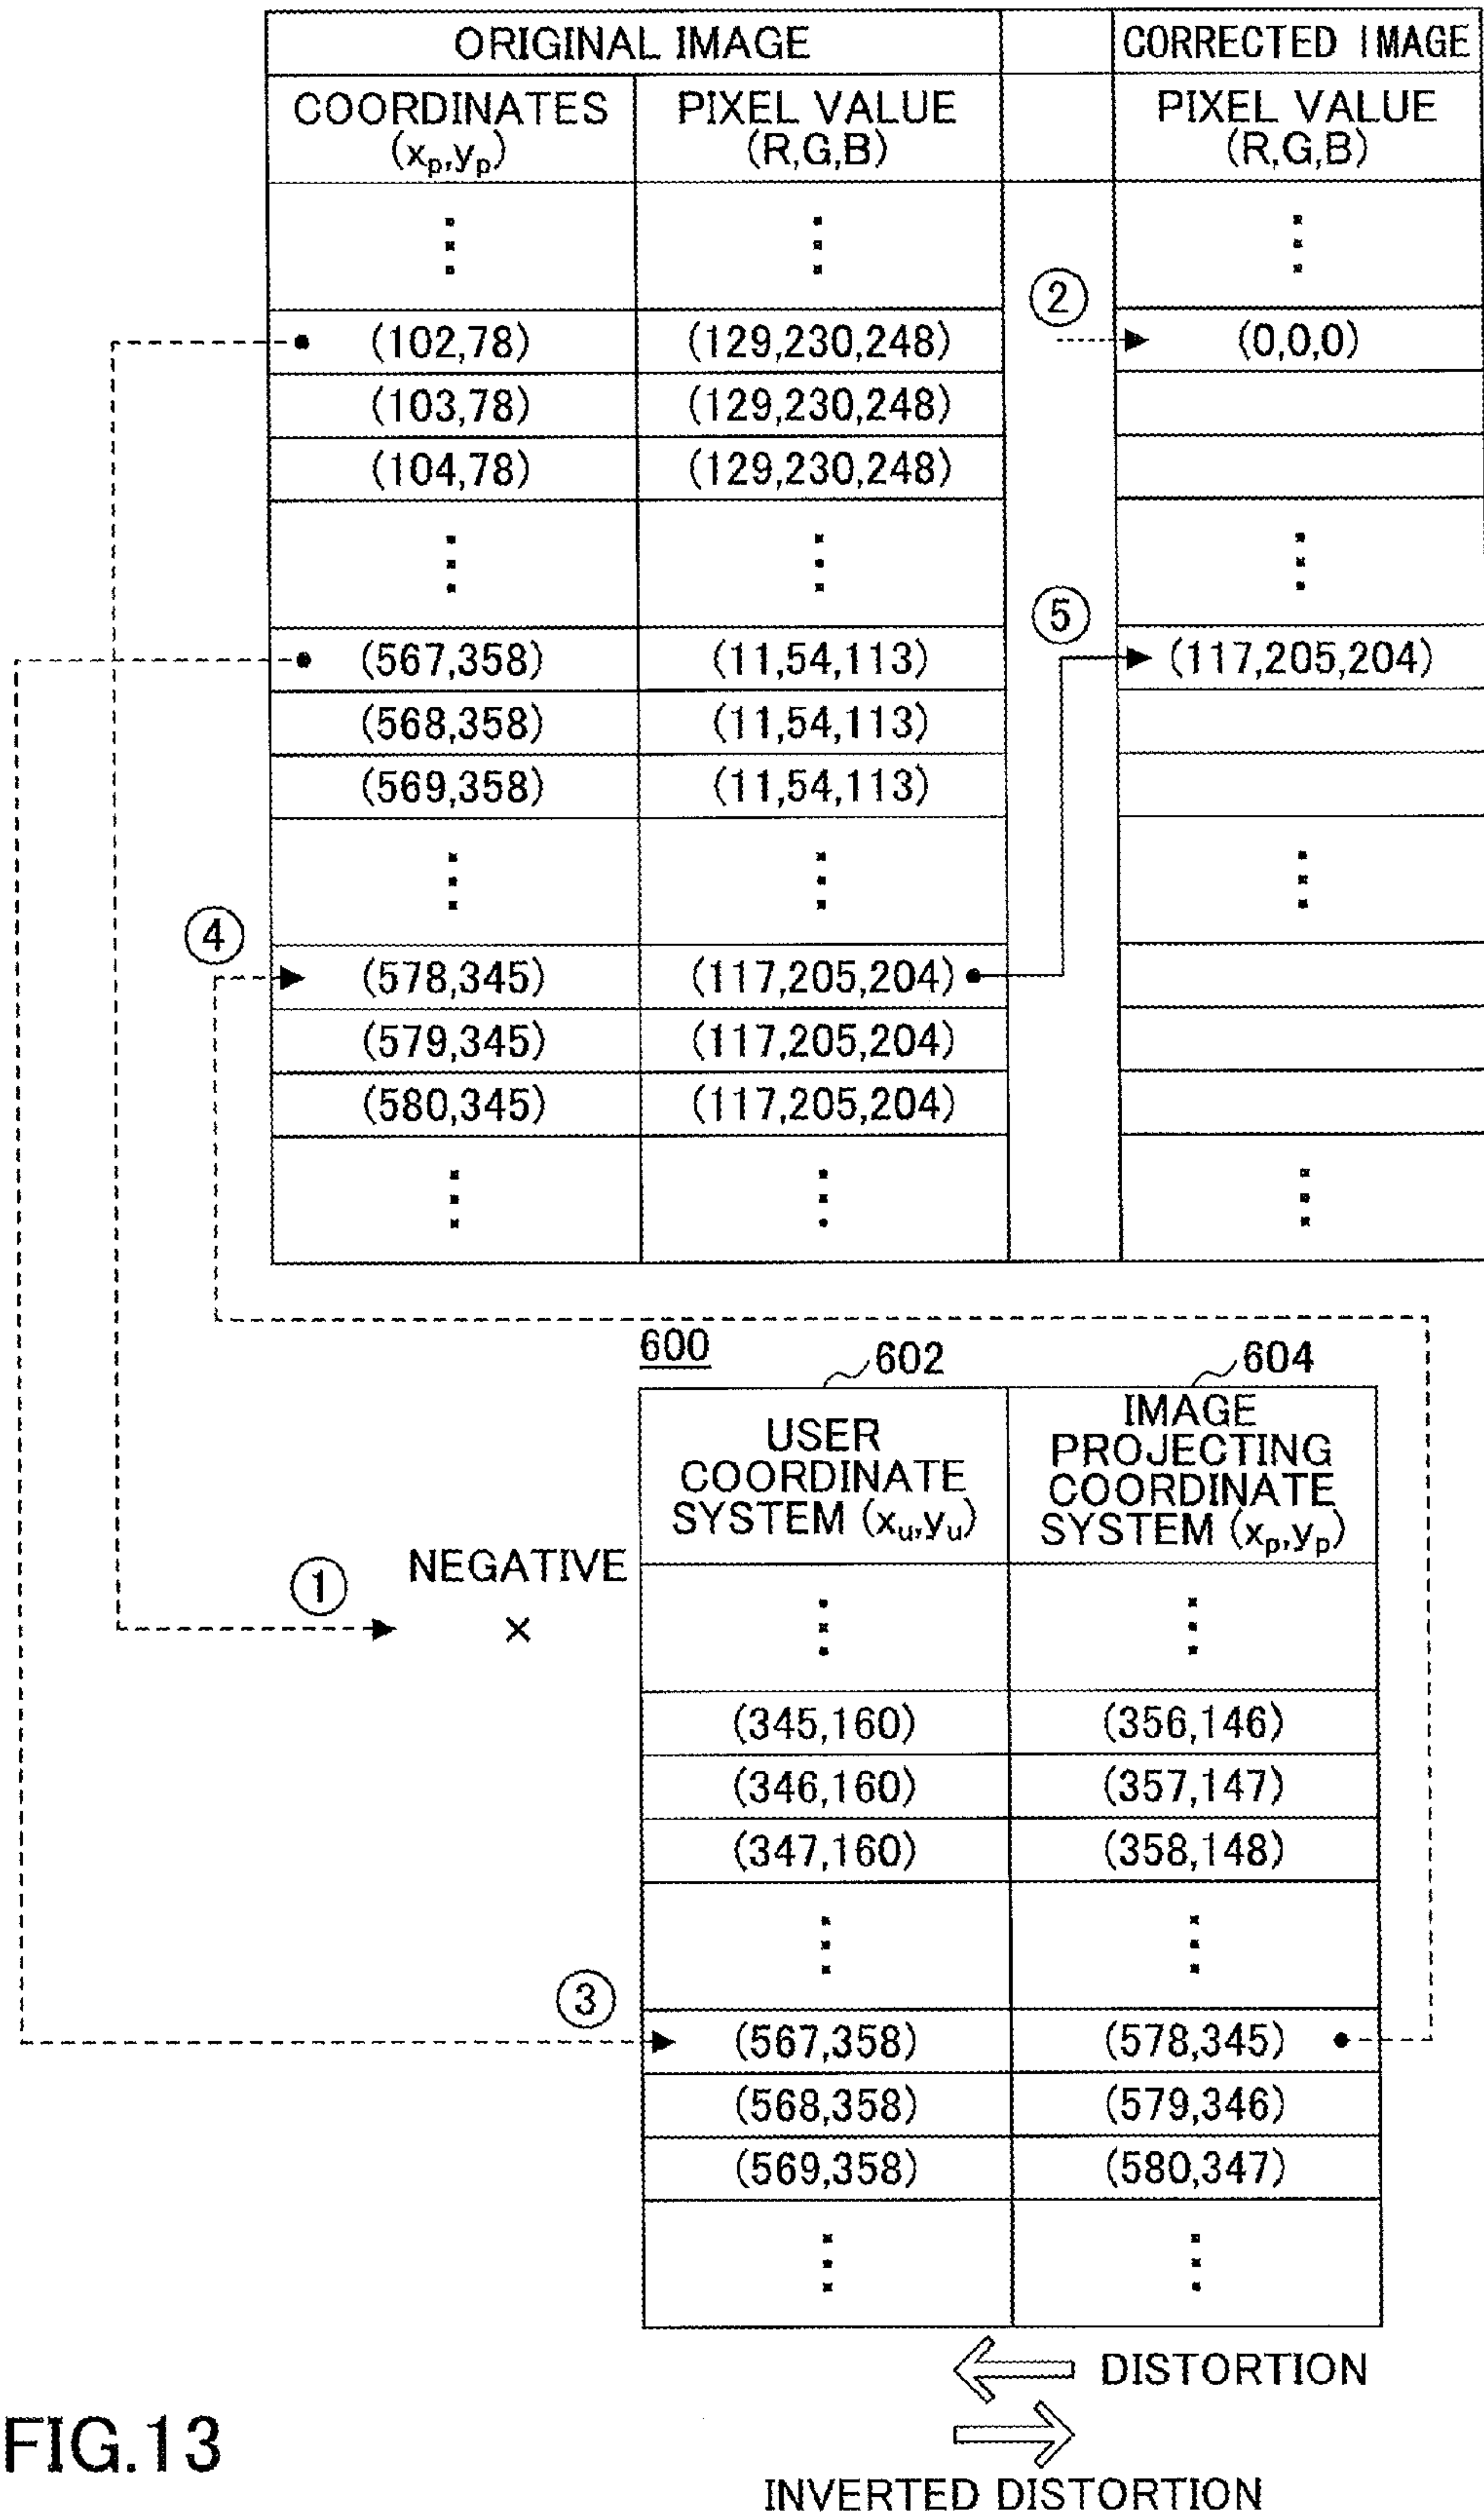 ORIGINAL IMAGE CORRECTED IMAGE
COORDINATES PIXEL VALUE PIXEL VALUE
(xp,yp) (R,G,B) (R,G,B)
②
(102,78) (129,230,248) (0,0,0)
(103,78) (129,230,248)
(104,78) (129,230,248)
⑤
(567,358) (11,54,113) (117,205,204)
(568,358) (11,54,113)
(569,358) (11,54,113)
④
(578,345) (117,205,204)
(579,345) (117,205,204)
(580,345) (117,205,204)
600 602 604
USER
COORDINATE
SYSTEM (xu,yu)
IMAGE
PROJECTING
COORDINATE
SYSTEM (xp,yp)
① NEGATIVE
×
(345,160) (356,146)
(346,160) (357,147)
(347,160) (358,148)
③
(567,358) (578,345)
(568,358) (579,346)
(569,358) (580,347)
DISTORTION
INVERTED DISTORTION
FIG.13